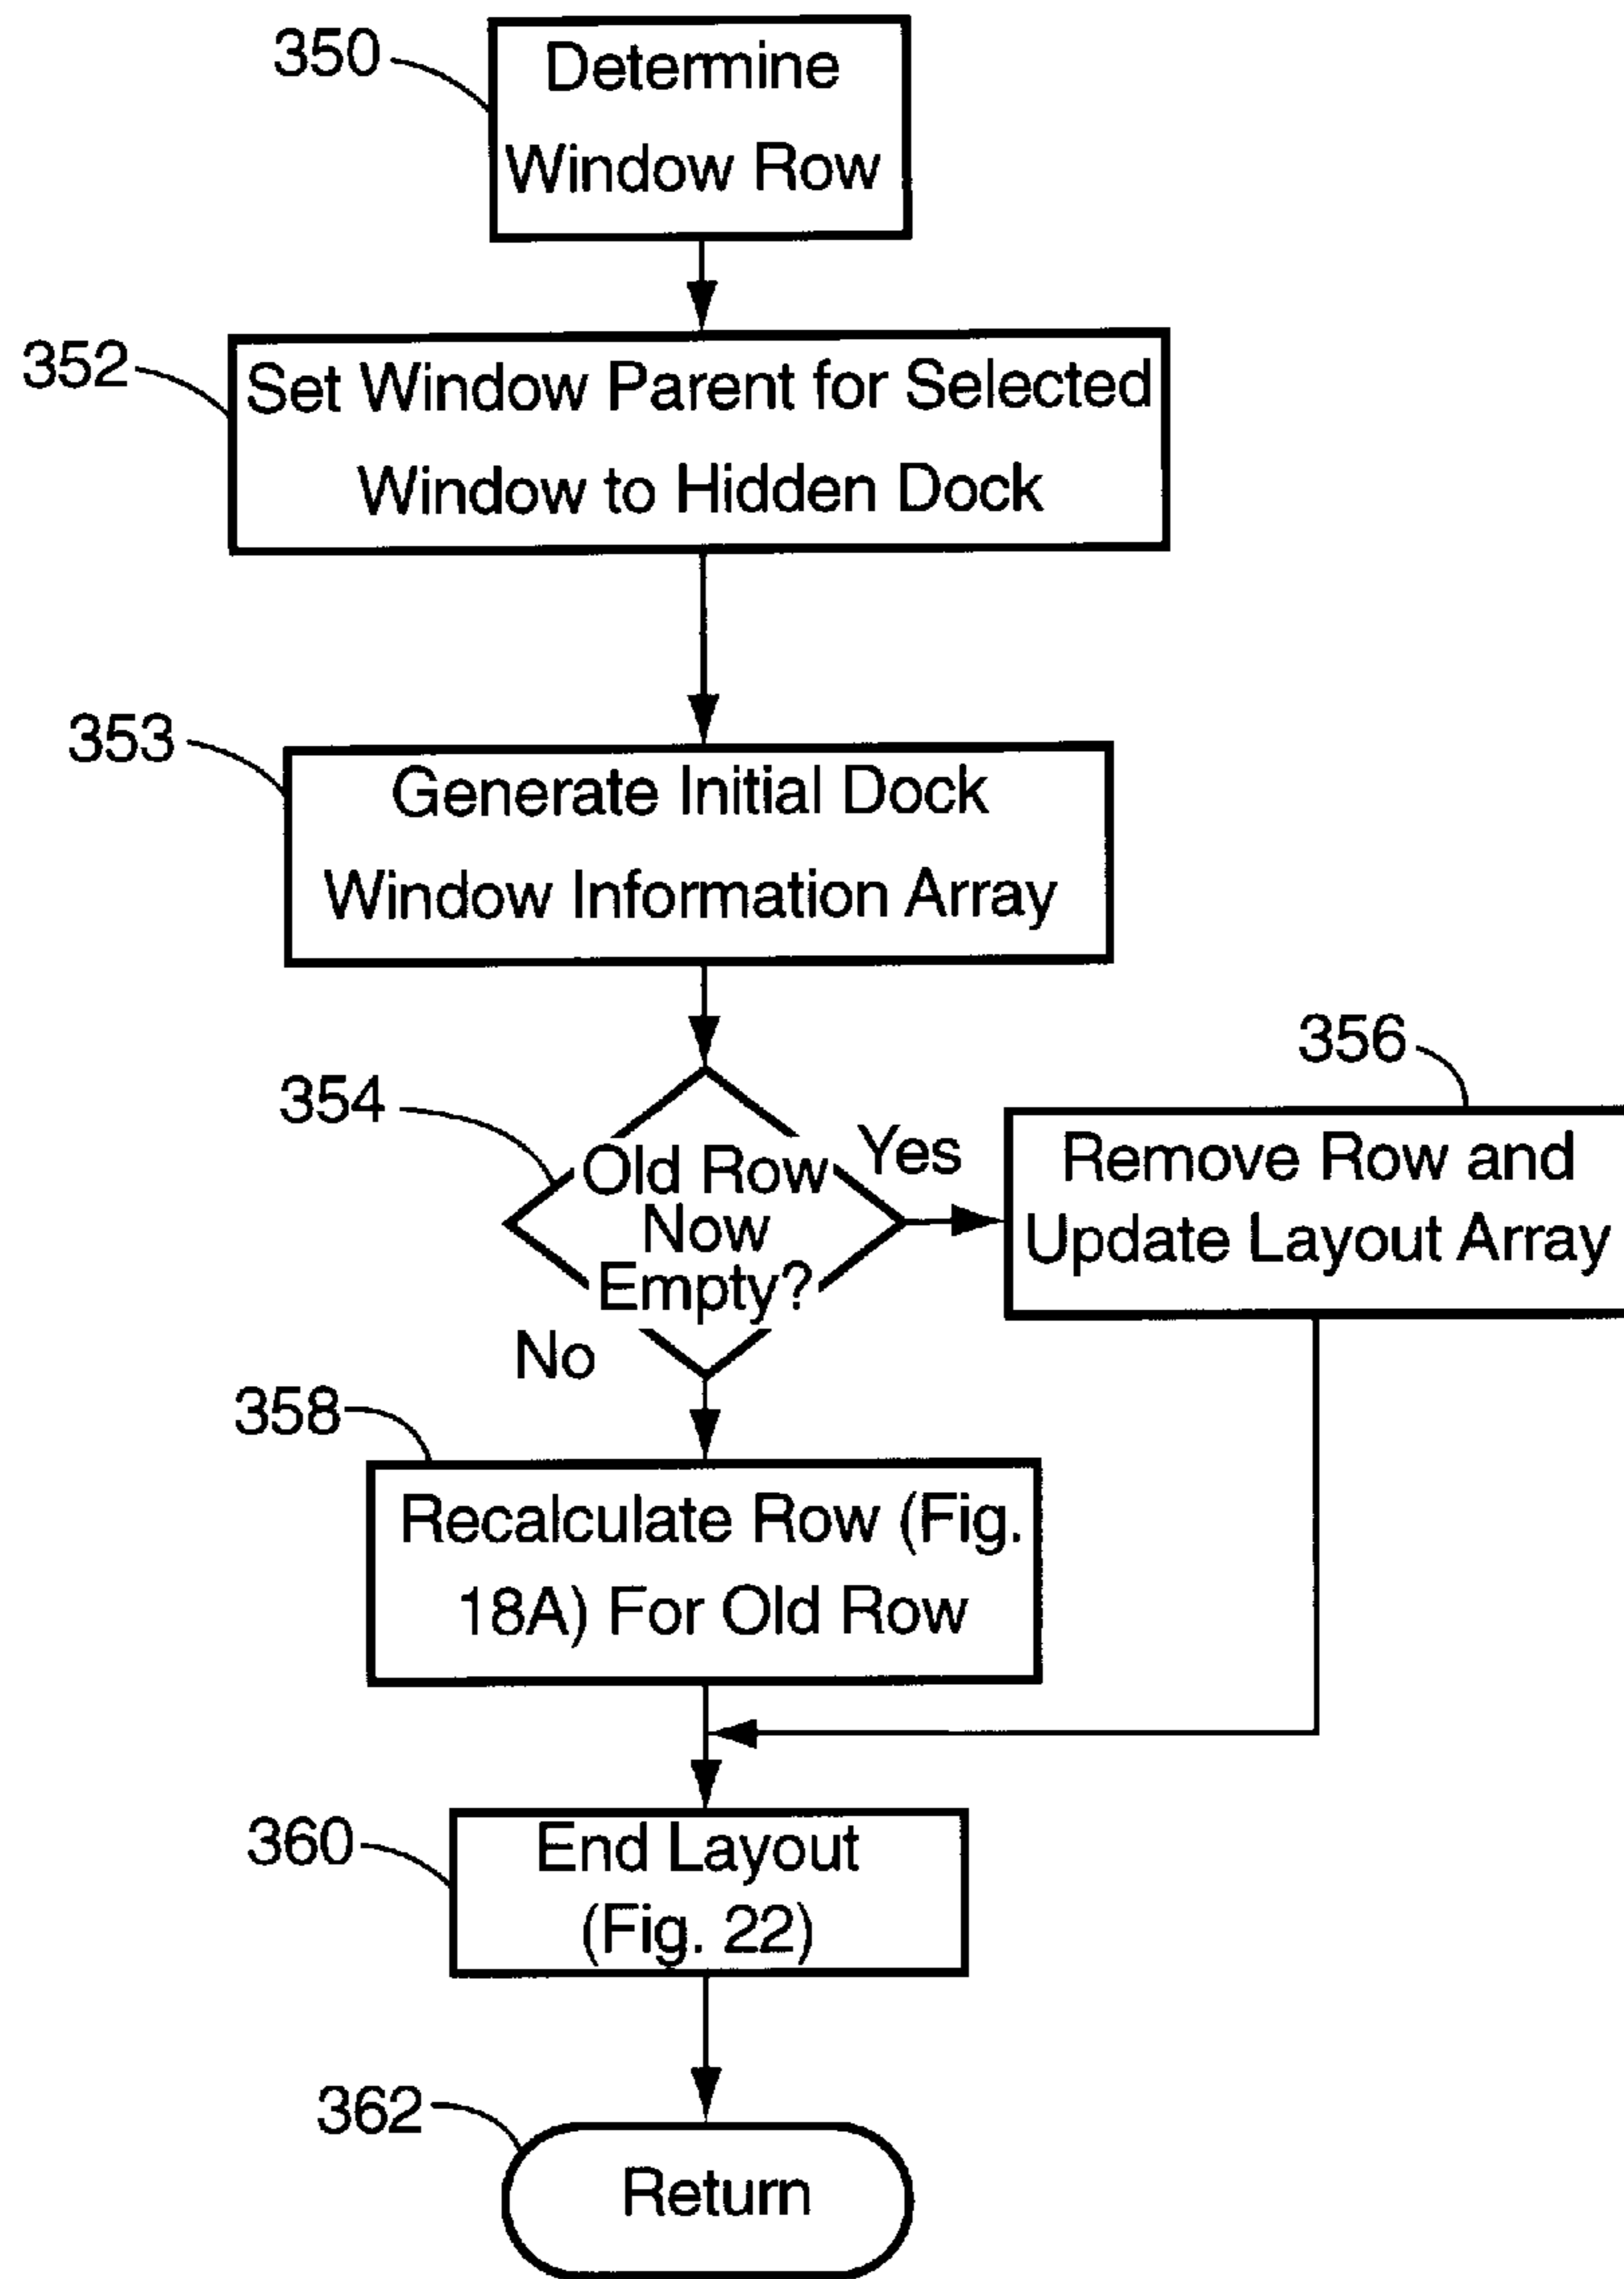 350
Determine
Window Row
352
Set Window Parent for Selected
Window to Hidden Dock
353
Generate Initial Dock
Window Information Array
354
Old Row
Now
Empty?
Yes
No
356
Remove Row and
Update Layout Array
358
Recalculate Row (Fig.
18A) For Old Row
360
End Layout
(Fig. 22)
362
Return